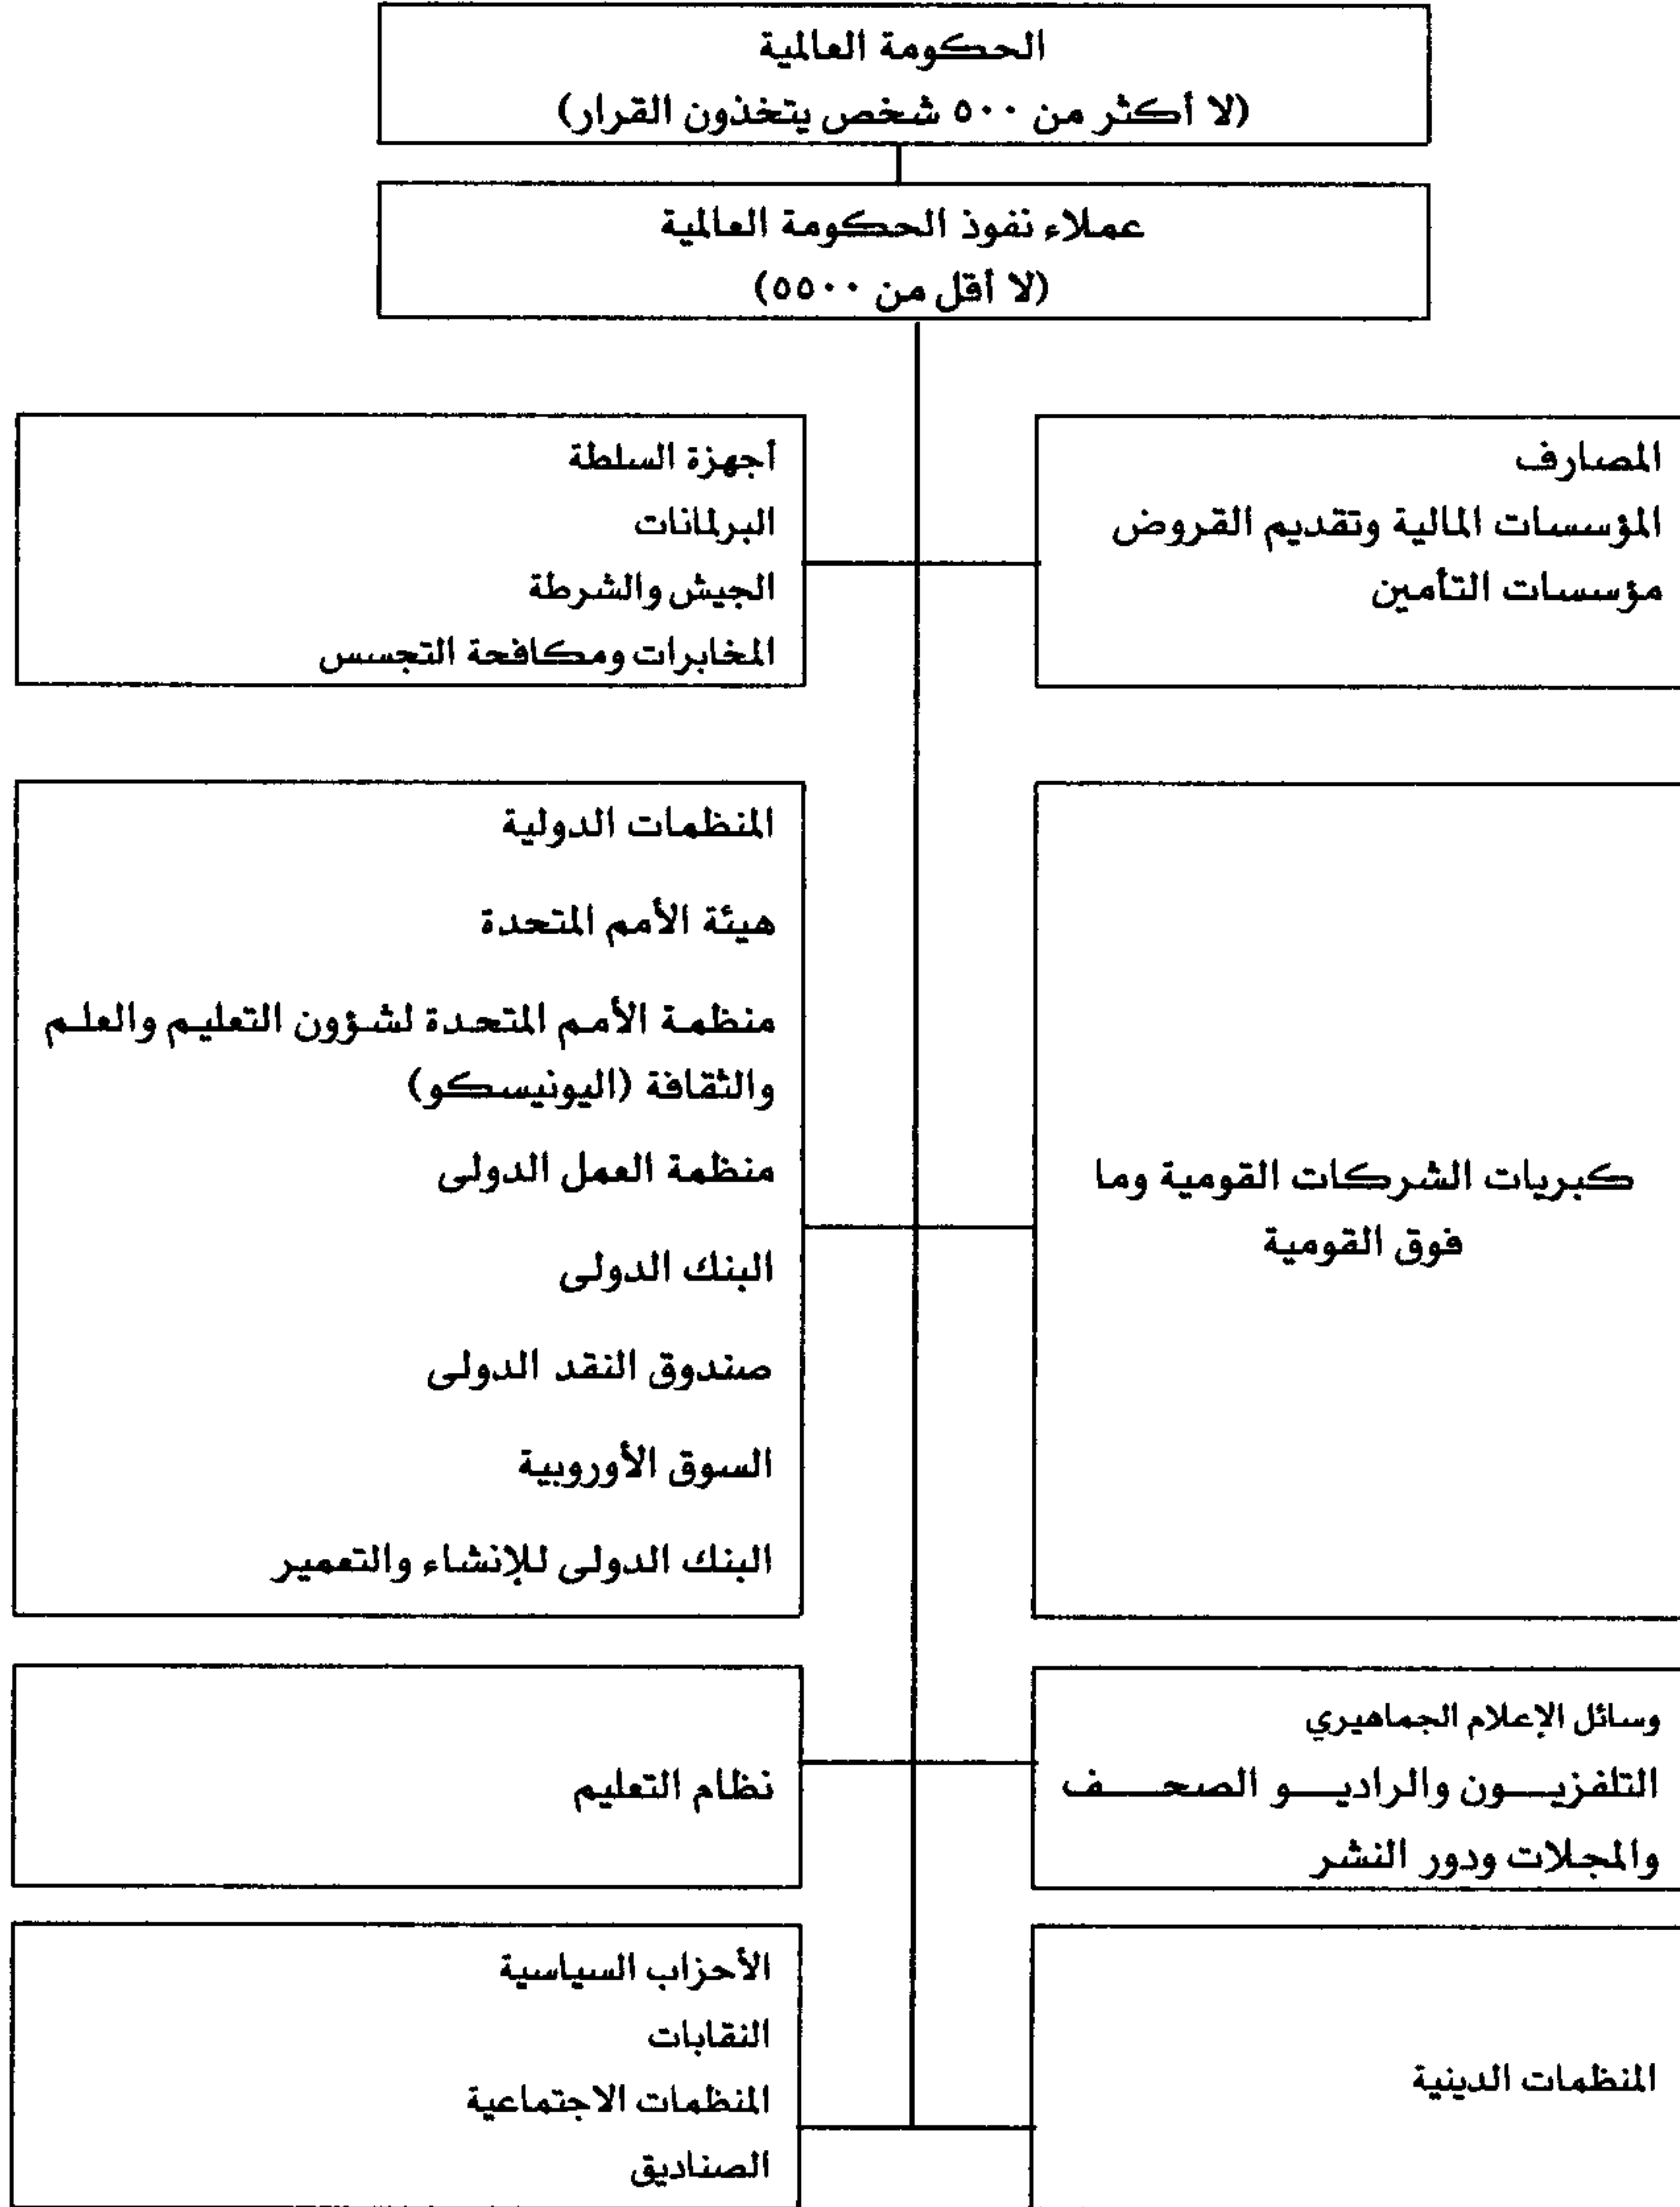 الحكومة العالمية
(لا أكثر من ٥٠٠ شخص يتخذون القرار)
عملاء نفوذ الحكومة العالمية
(لا أقل من ٥٥٠٠)
المصارف
المؤسسات المالية وتقديم القروض
مؤسسات التأمين
أجهزة السلطة
البرلمانات
الجيش والشرطة
المخابرات ومكافحة التجسس
كبريات الشركات القومية وما
فوق القومية
المنظمات الدولية
هيئة الأمم المتحدة
منظمة الأمم المتحدة لشؤون التعليم والعلم
والثقافة (اليونيسكو)
منظمة العمل الدولى
البنك الدولى
صندوق النقد الدولى
السوق الأوروبية
البنك الدولى للإنشاء والتعمير
وسائل الإعلام الجماهيري
التلفزيــون والراديــو الصحــــف
والمجلات ودور النشر
نظام التعليم
المنظمات الدينية
الأحزاب السياسية
النقابات
المنظمات الاجتماعية
الصناديق